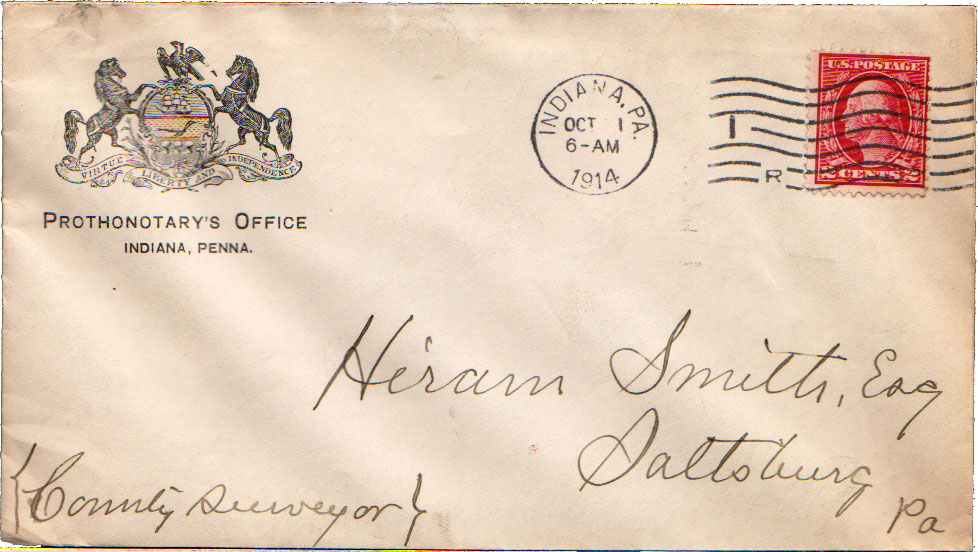 VIRTUE LIBERTY AND INDEPENDENCE
PROTHONOTARY'S OFFICE
INDIANA, PENNA.
INDIANA, PA.
OCT 1
6-AM
1914
1
R
U.S. POSTAGE
2 CENTS 2
Hiram Smith, Esq
Saltsburg
Pa
{County surveyor}